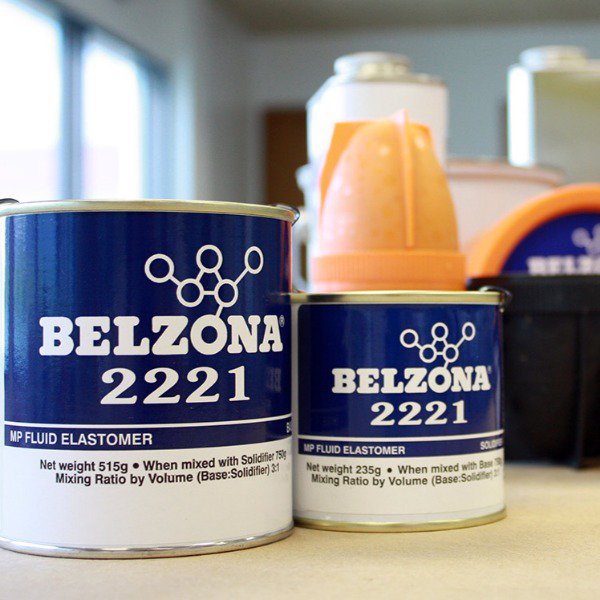 BELZONA®
2221
MP FLUID ELASTOMER
Net weight 515g • When mixed with Solidifier 750g
Mixing Ratio by Volume (Base:Solidifier) 3:1
BELZONA®
2221
MP FLUID ELASTOMER SOLIDIFIER
Net weight 235g • When mixed with Base
Mixing Ratio by Volume (Base:Solidifier) 3:1
BELZONA